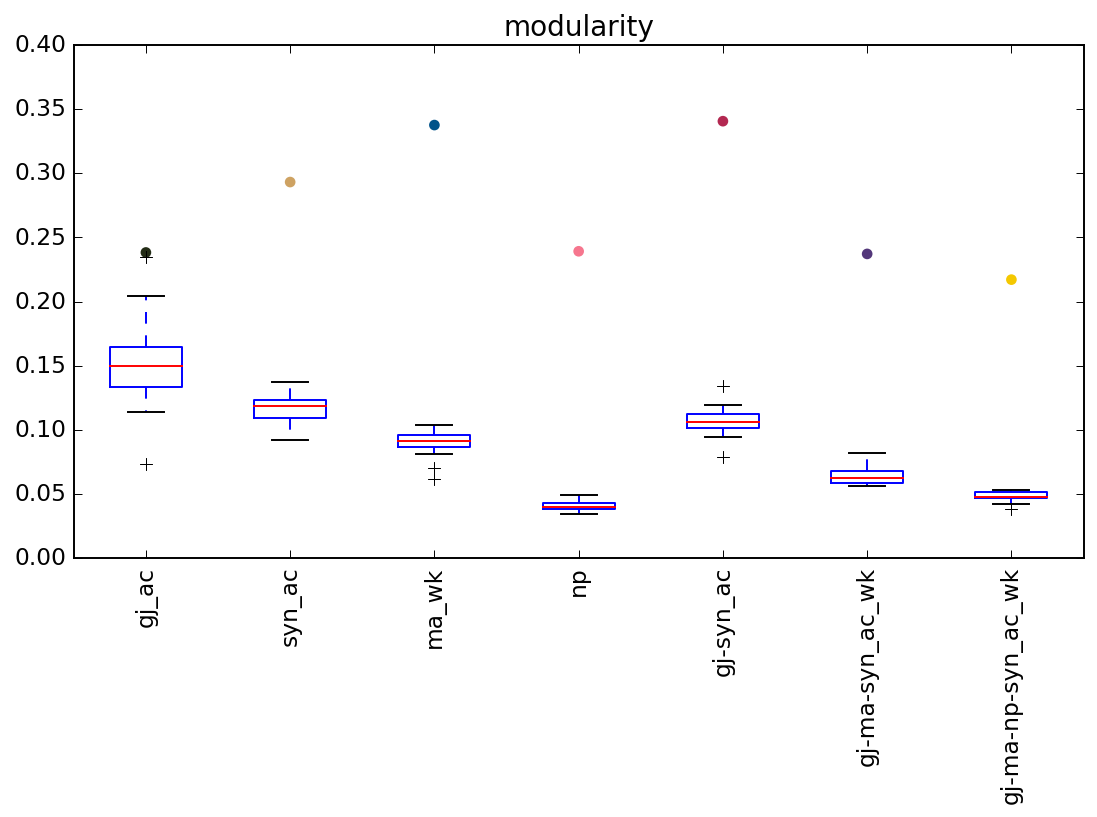 modularity
0.40
0.35
0.30
0.25
0.20
0.15
0.10
0.05
0.00
gj_ac
syn_ac
ma_wk
np
gj-syn_ac
gj-ma-syn_ac_wk
gj-ma-np-syn_ac_wk